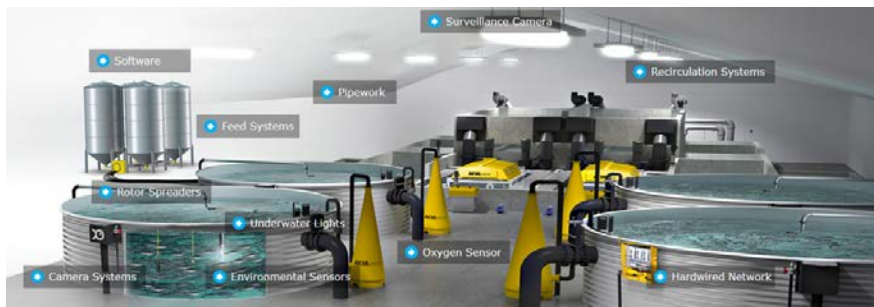 Surveillance Camera
Software
Recirculation Systems
Pipework
Feed Systems
Rotor Spreaders
Underwater Lights
Oxygen Sensor
Camera Systems
Environmental Sensors
Hardwired Network